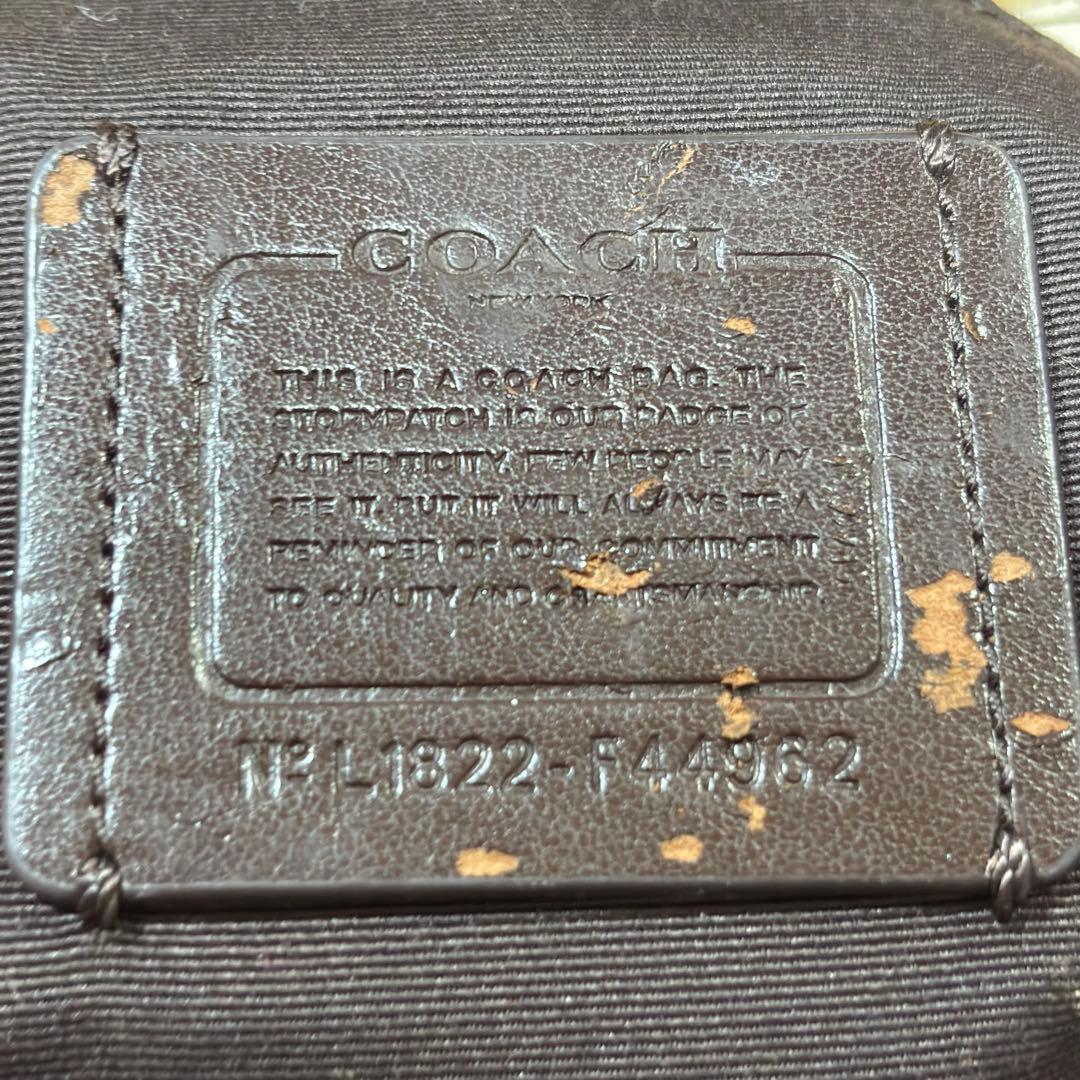 COACH
NEW YORK
THIS IS A COACH BAG. THE
STORYPATCH IS OUR BADGE OF
AUTHENTICITY. FEW PEOPLE MAY
SEE IT, BUT IT WILL ALWAYS BE A
REMINDER OF OUR COMMITMENT
TO QUALITY AND CRAFTSMANSHIP.
Nº L1822-F44962